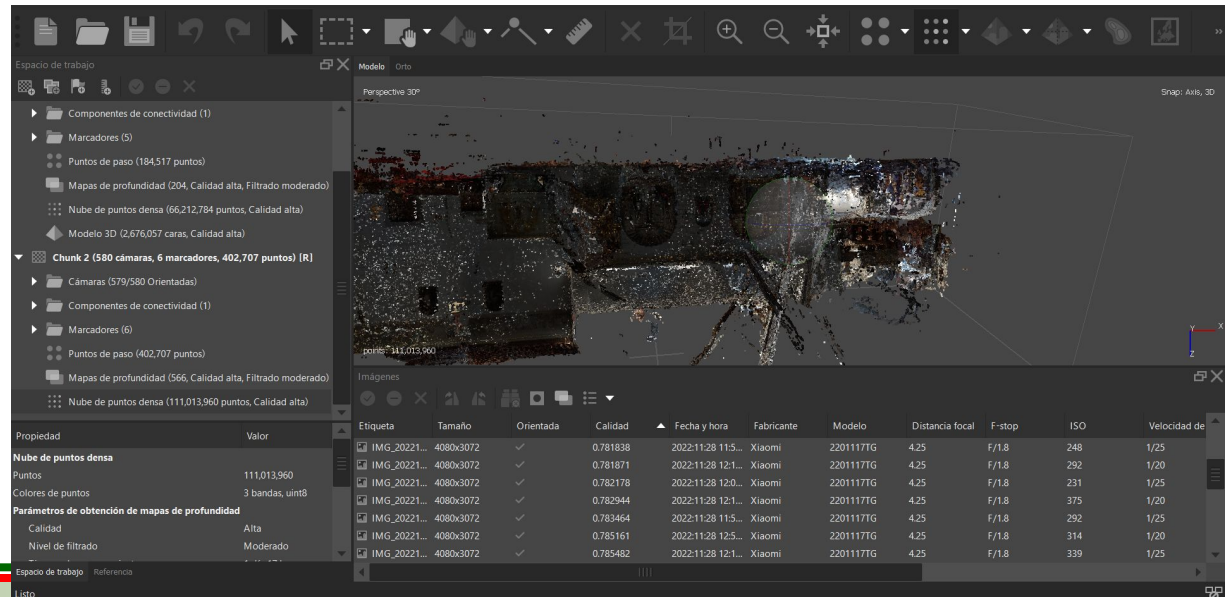 Espacio de trabajo
Componentes de conectividad (1)
Marcadores (5)
Puntos de paso (184,517 puntos)
Mapas de profundidad (204, Calidad alta, Filtrado moderado)
Nube de puntos densa (66,212,784 puntos, Calidad alta)
Modelo 3D (2,676,057 caras, Calidad alta)
Chunk 2 (580 cámaras, 6 marcadores, 402,707 puntos) [R]
Cámaras (579/580 Orientadas)
Componentes de conectividad (1)
Marcadores (6)
Puntos de paso (402,707 puntos)
Mapas de profundidad (566, Calidad alta, Filtrado moderado)
Nube de puntos densa (111,013,960 puntos, Calidad alta)
Propiedad Valor
Nube de puntos densa
Puntos 111,013,960
Colores de puntos 3 bandas, uint8
Parámetros de obtención de mapas de profundidad
Calidad Alta
Nivel de filtrado Moderado
Espacio de trabajo Referencia
Listo
Modelo Orto
Perspective 30° Snap: Axis, 3D
points: 111,013,960
Y X
Z
Imágenes
Etiqueta Tamaño Orientada Calidad Fecha y hora Fabricante Modelo Distancia focal F-stop ISO Velocidad de
IMG_20221... 4080x3072 0.781838 2022:11:28 11:5... Xiaomi 2201117TG 4.25 F/1.8 248 1/25
IMG_20221... 4080x3072 0.781871 2022:11:28 12:1... Xiaomi 2201117TG 4.25 F/1.8 292 1/20
IMG_20221... 4080x3072 0.782178 2022:11:28 12:0... Xiaomi 2201117TG 4.25 F/1.8 231 1/25
IMG_20221... 4080x3072 0.782944 2022:11:28 12:1... Xiaomi 2201117TG 4.25 F/1.8 375 1/20
IMG_20221... 4080x3072 0.783464 2022:11:28 11:5... Xiaomi 2201117TG 4.25 F/1.8 292 1/25
IMG_20221... 4080x3072 0.785161 2022:11:28 12:5... Xiaomi 2201117TG 4.25 F/1.8 314 1/20
IMG_20221... 4080x3072 0.785482 2022:11:28 12:1... Xiaomi 2201117TG 4.25 F/1.8 339 1/25